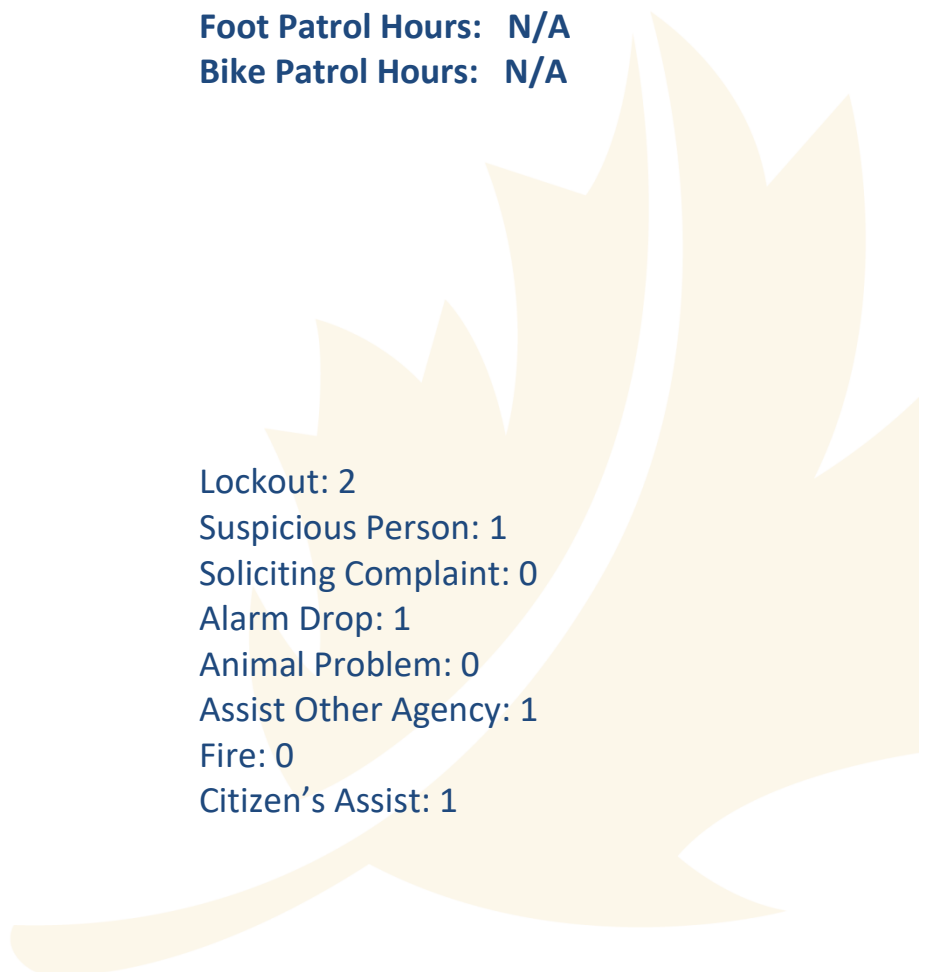 Foot Patrol Hours: N/A
Bike Patrol Hours: N/A
Lockout: 2
Suspicious Person: 1
Soliciting Complaint: 0
Alarm Drop: 1
Animal Problem: 0
Assist Other Agency: 1
Fire: 0
Citizen’s Assist: 1